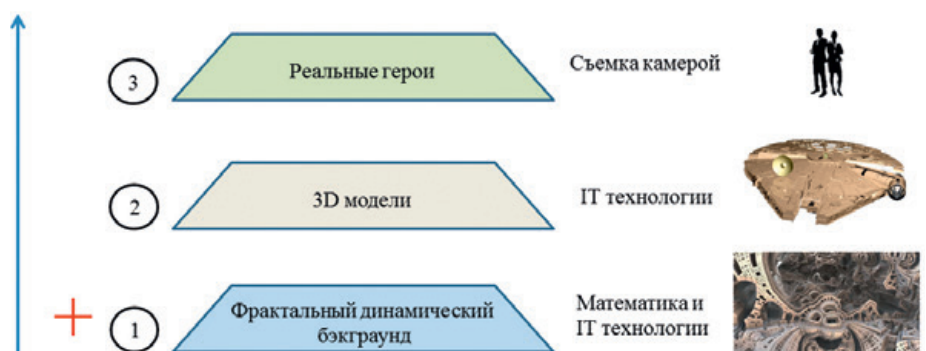 3
Реальные герои
Съемка камерой
2
3D модели
IT технологии
1
Фрактальный динамический
бэкграунд
Математика и
IT технологии